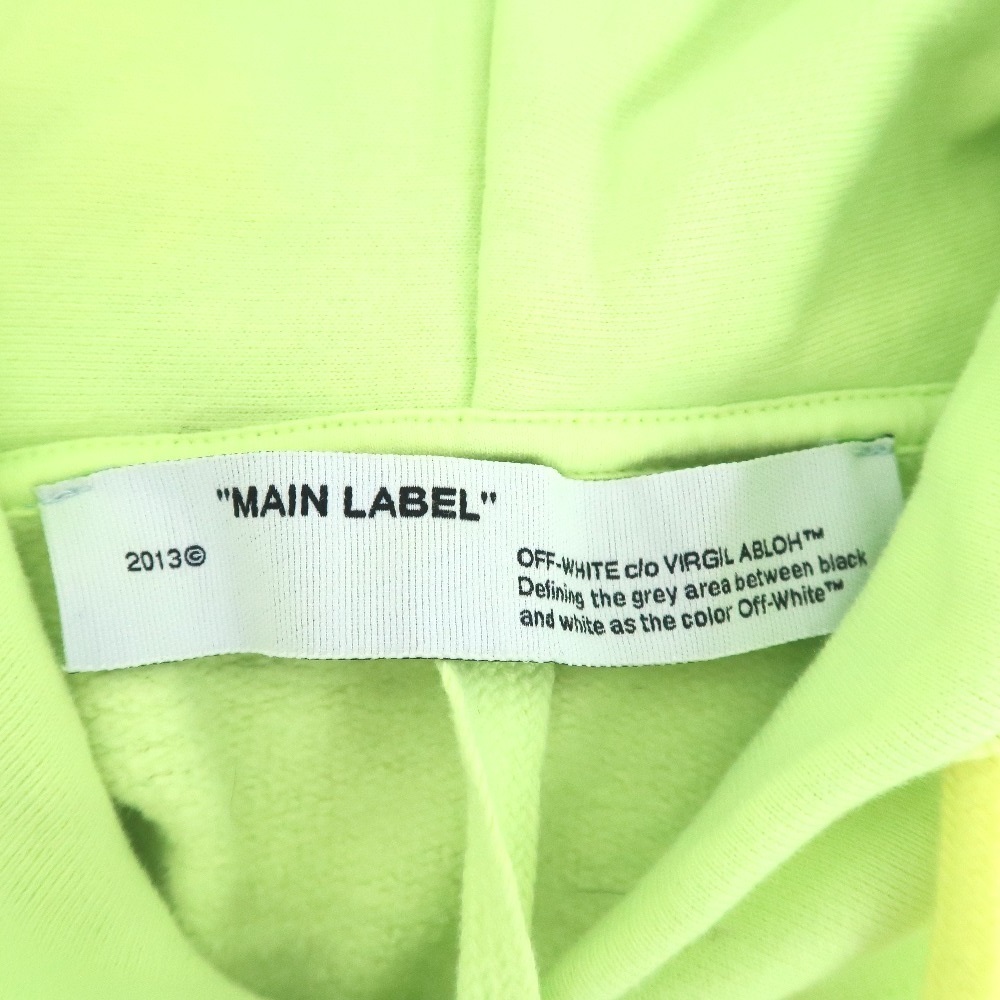 "MAIN LABEL"
2013©
OFF-WHITE c/o VIRGIL ABLOH™
Defining the grey area between black
and white as the color Off-White™